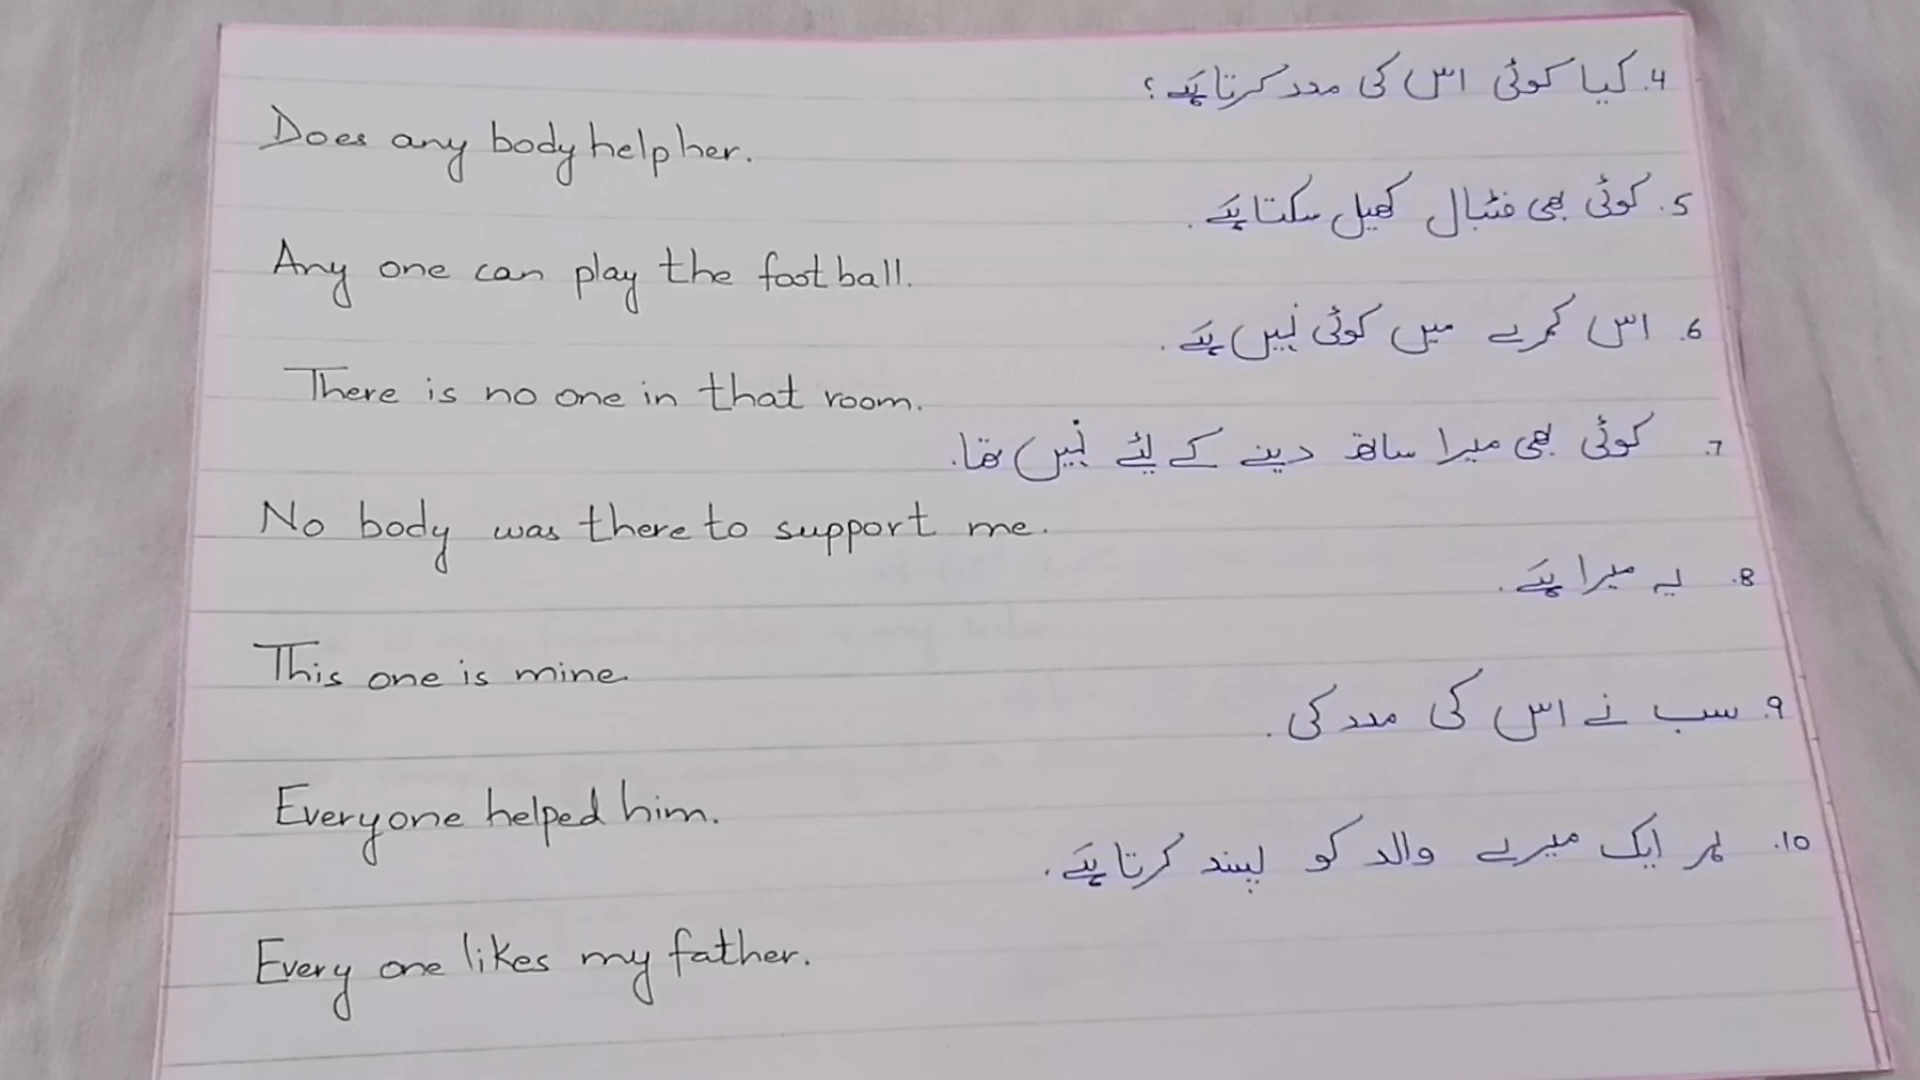 4. کیا کوئی اس کی مدد کرتا ہے ؟
Does any body help her.
5. کوئی بھی فٹبال کھیل سکتا ہے .
Any one can play the foot ball.
6. اس کمرے میں کوئی نہیں ہے .
There is no one in that room.
7. کوئی بھی میرا ساتھ دینے کے لئے نہیں تھا.
No body was there to support me.
8. یہ میرا ہے .
This one is mine.
9. سب نے اس کی مدد کی .
Everyone helped him.
10. ہر ایک میرے والد کو پسند کرتا ہے .
Every one likes my father.